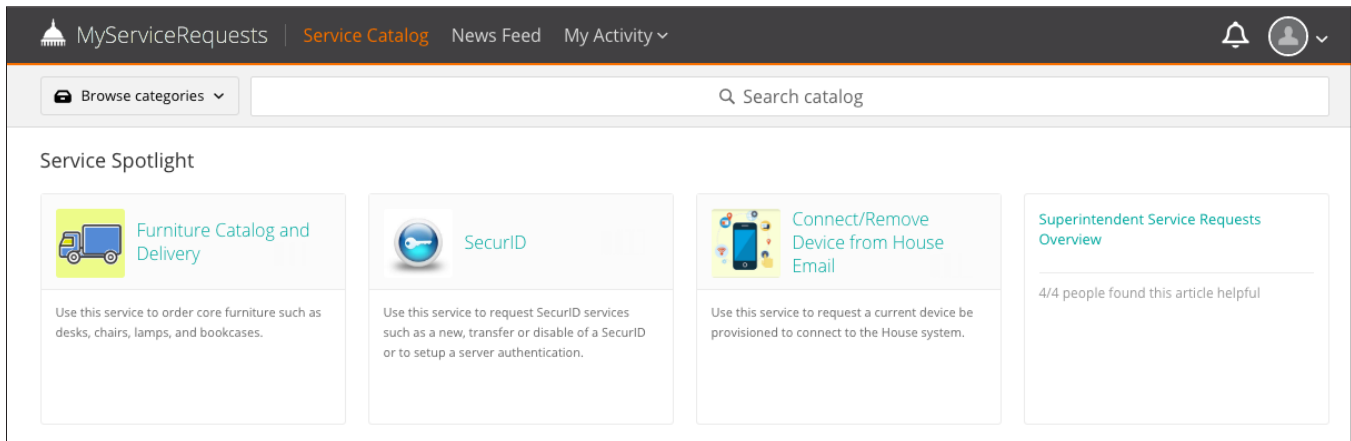 MyServiceRequests Service Catalog News Feed My Activity
Browse categories
Search catalog
Service Spotlight
Furniture Catalog and
Delivery
Use this service to order core furniture such as
desks, chairs, lamps, and bookcases.
SecurID
Use this service to request SecurID services
such as a new, transfer or disable of a SecurID
or to setup a server authentication.
Connect/Remove
Device from House
Email
Use this service to request a current device be
provisioned to connect to the House system.
Superintendent Service Requests
Overview
4/4 people found this article helpful